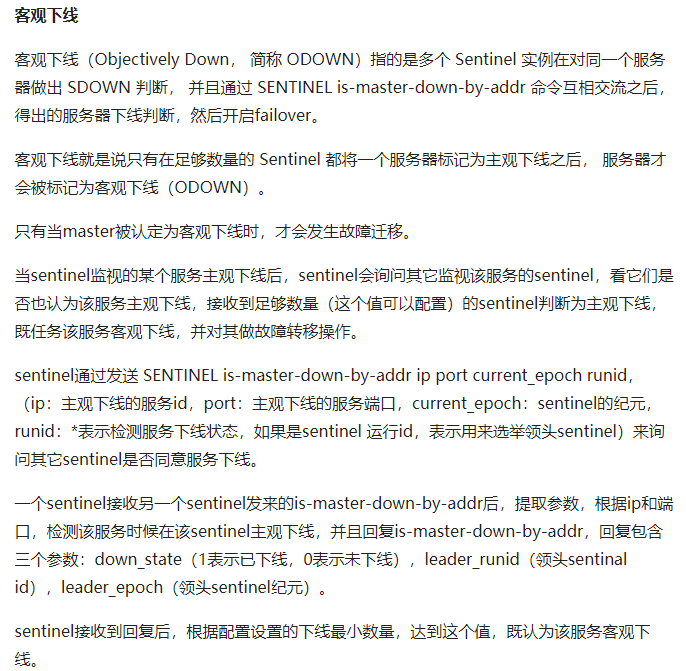 客观下线
客观下线（Objectively Down， 简称 ODOWN）指的是多个 Sentinel 实例在对同一个服务
器做出 SDOWN 判断， 并且通过 SENTINEL is-master-down-by-addr 命令互相交流之后，
得出的服务器下线判断，然后开启failover。
客观下线就是说只有在足够数量的 Sentinel 都将一个服务器标记为主观下线之后， 服务器才
会被标记为客观下线（ODOWN）。
只有当master被认定为客观下线时，才会发生故障迁移。
当sentinel监视的某个服务主观下线后，sentinel会询问其它监视该服务的sentinel，看它们是
否也认为该服务主观下线，接收到足够数量（这个值可以配置）的sentinel判断为主观下线，
既任务该服务客观下线，并对其做故障转移操作。
sentinel通过发送 SENTINEL is-master-down-by-addr ip port current_epoch runid，
（ip：主观下线的服务id，port：主观下线的服务端口，current_epoch：sentinel的纪元，
runid：*表示检测服务下线状态，如果是sentinel 运行id，表示用来选举领头sentinel）来询
问其它sentinel是否同意服务下线。
一个sentinel接收另一个sentinel发来的is-master-down-by-addr后，提取参数，根据ip和端
口，检测该服务时候在该sentinel主观下线，并且回复is-master-down-by-addr，回复包含
三个参数：down_state（1表示已下线，0表示未下线），leader_runid（领头sentinal
id），leader_epoch（领头sentinel纪元）。
sentinel接收到回复后，根据配置设置的下线最小数量，达到这个值，既认为该服务客观下
线。